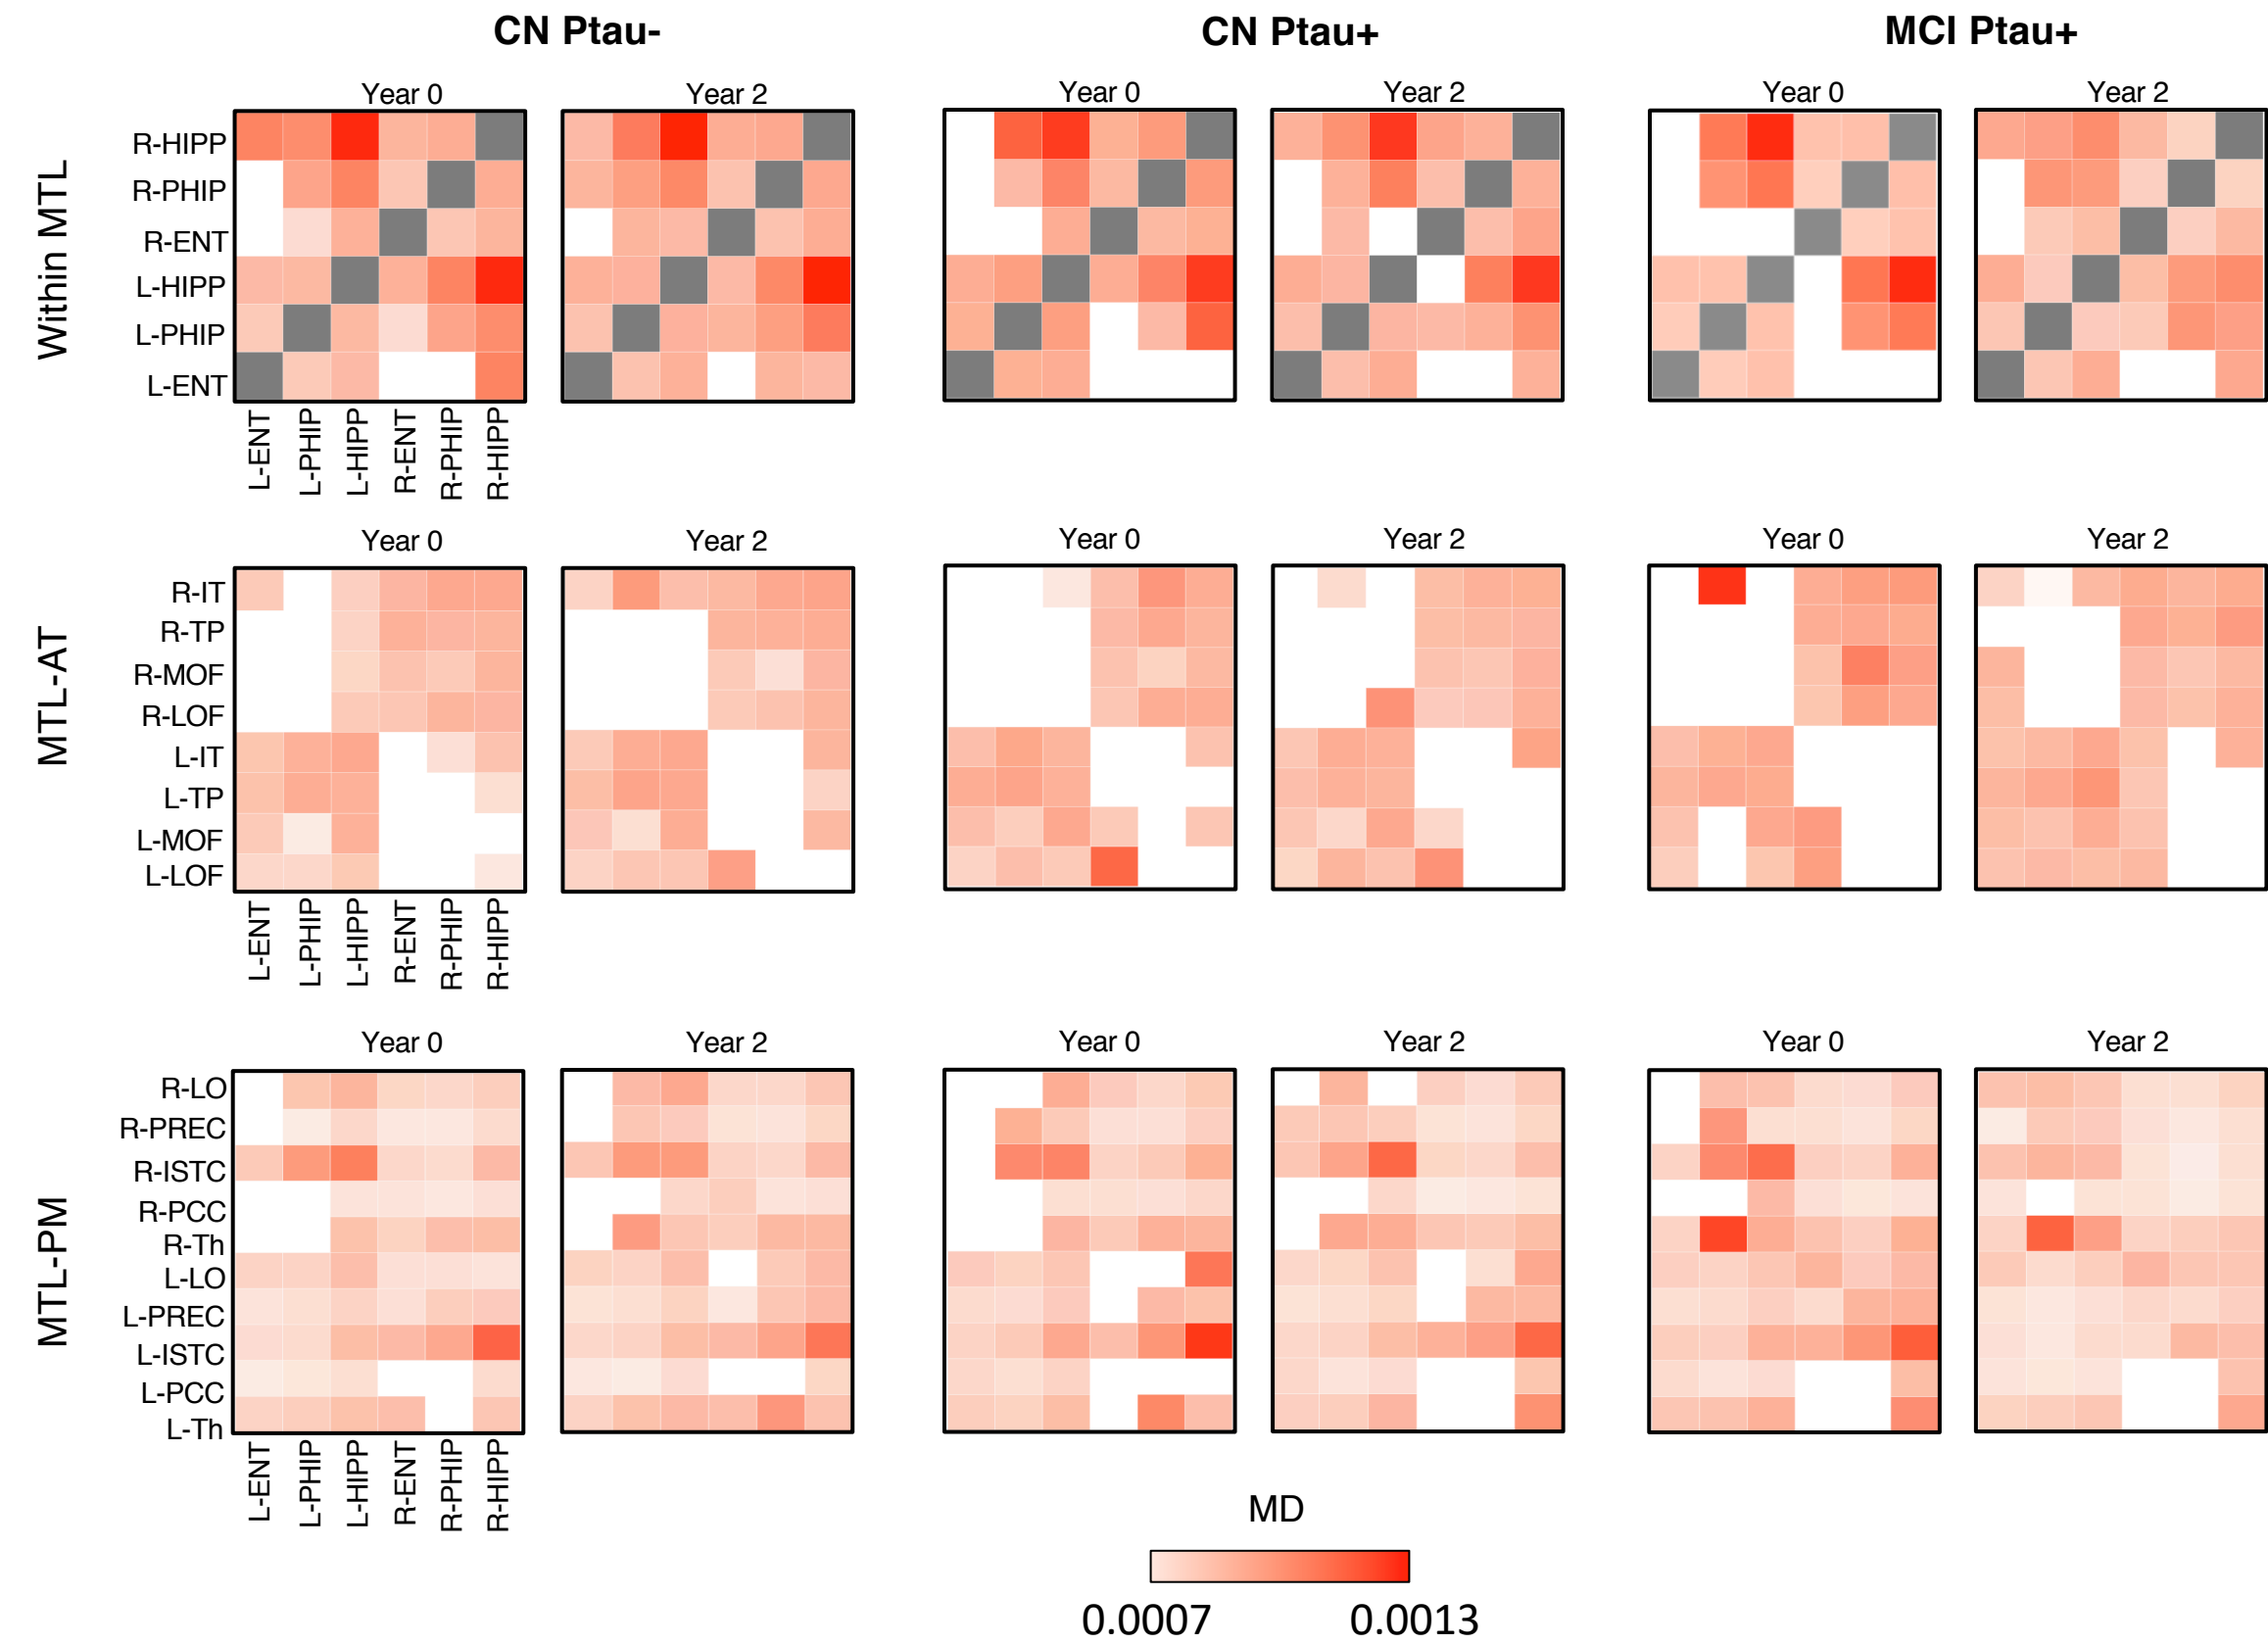 CN Ptau- CN Ptau+ MCI Ptau+
Year 0 Year 2 Year 0 Year 2 Year 0 Year 2
Within MTL
R-HIPP
R-PHIP
R-ENT
L-HIPP
L-PHIP
L-ENT
L-ENT L-PHIP L-HIPP R-ENT R-PHIP R-HIPP
Year 0 Year 2 Year 0 Year 2 Year 0 Year 2
MTL-AT
R-IT
R-TP
R-MOF
R-LOF
L-IT
L-TP
L-MOF
L-LOF
L-ENT L-PHIP L-HIPP R-ENT R-PHIP R-HIPP
Year 0 Year 2 Year 0 Year 2 Year 0 Year 2
MTL-PM
R-LO
R-PREC
R-ISTC
R-PCC
R-Th
L-LO
L-PREC
L-ISTC
L-PCC
L-Th
L-ENT L-PHIP L-HIPP R-ENT R-PHIP R-HIPP
MD
0.0007 0.0013